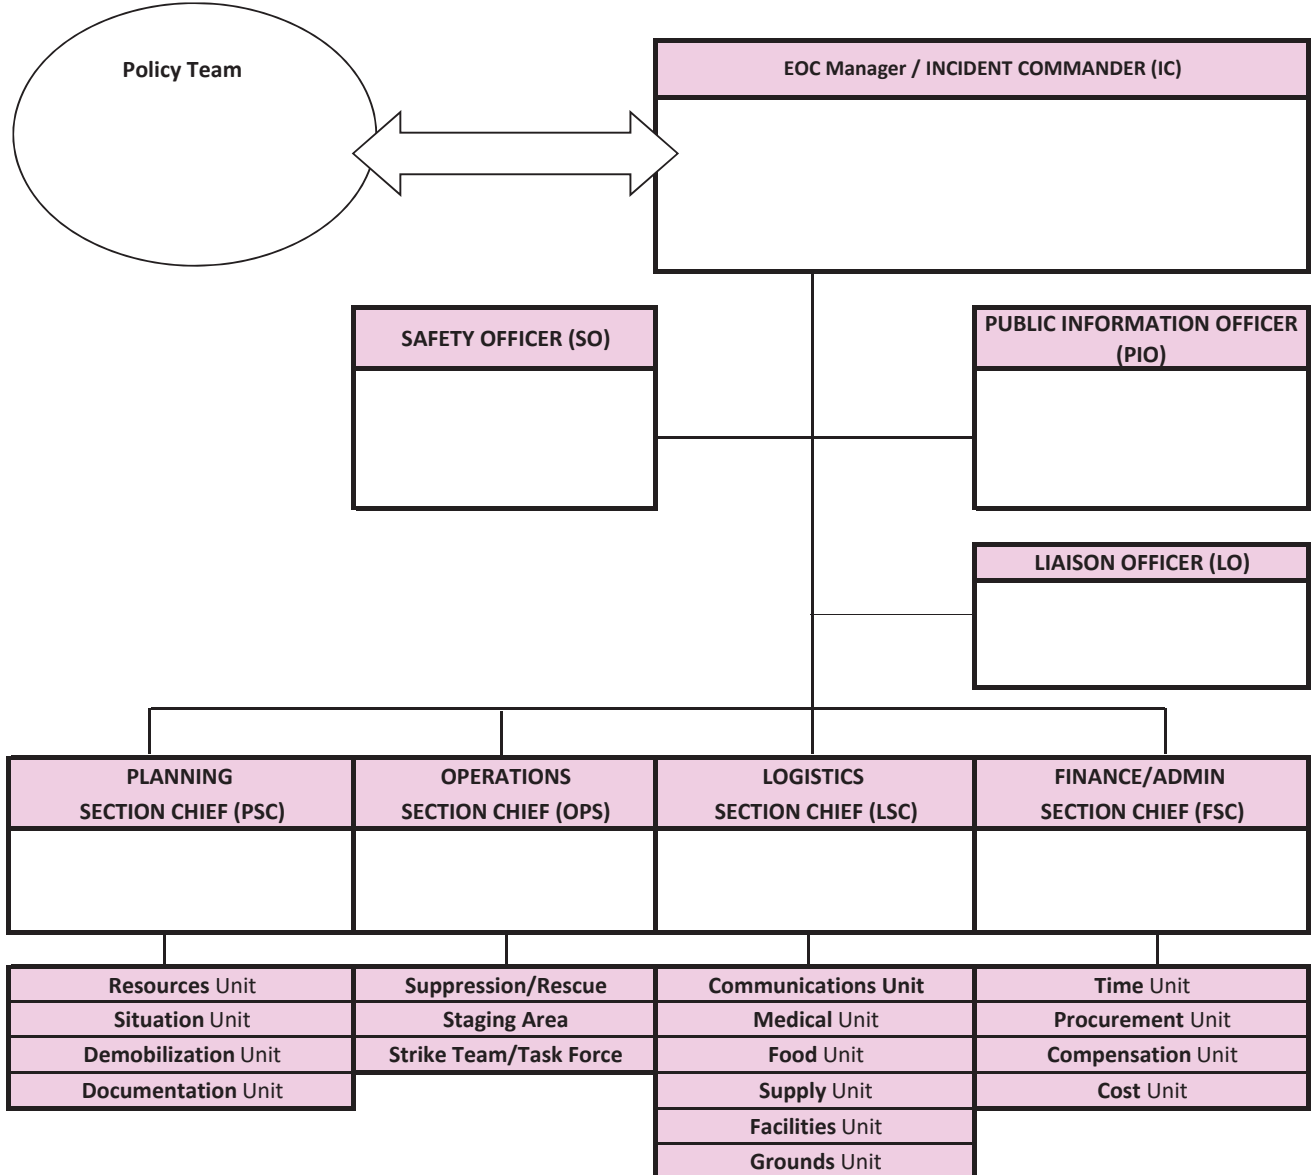 Policy Team
EOC Manager / INCIDENT COMMANDER (IC)
SAFETY OFFICER (SO)
PUBLIC INFORMATION OFFICER
(PIO)
LIAISON OFFICER (LO)
PLANNING
SECTION CHIEF (PSC)
OPERATIONS
SECTION CHIEF (OPS)
LOGISTICS
SECTION CHIEF (LSC)
FINANCE/ADMIN
SECTION CHIEF (FSC)
Resources Unit
Situation Unit
Demobilization Unit
Documentation Unit
Suppression/Rescue
Staging Area
Strike Team/Task Force
Communications Unit
Medical Unit
Food Unit
Supply Unit
Facilities Unit
Grounds Unit
Time Unit
Procurement Unit
Compensation Unit
Cost Unit